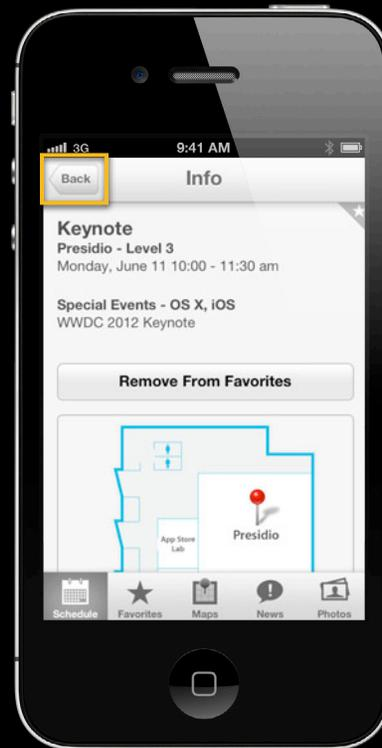 3G
9:41 AM
Back
Info
Keynote
Presidio - Level 3
Monday, June 11 10:00 - 11:30 am
Special Events - OS X, iOS
WWDC 2012 Keynote
Remove From Favorites
App Store
Lab
Presidio
Schedule
Favorites
Maps
News
Photos